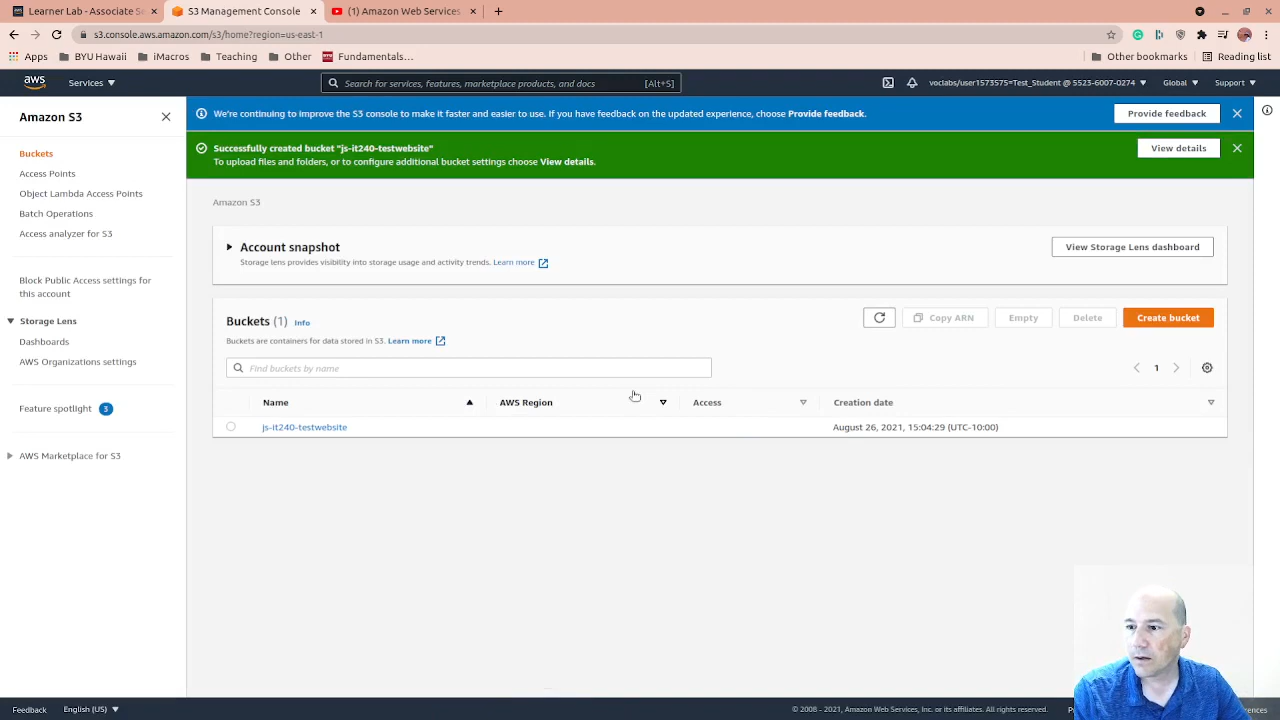 Learner Lab - Associate Se
S3 Management Console
(1) Amazon Web Services
s3.console.aws.amazon.com/s3/home?region=us-east-1
Apps
BYU Hawaii
iMacros
Teaching
Other
Fundamentals...
Other Bookmarks
Reading List
aws
Services
Search for services, features, marketplace products, and docs
[Alt+S]
voclabs/user1573575=Test_Student @ 5523-6007-0274
Global
Support
Amazon S3
Buckets
Access Points
Object Lambda Access Points
Batch Operations
Access analyzer for S3
Block Public Access settings for
this account
Storage Lens
Dashboards
AWS Organizations settings
Feature spotlight 3
AWS Marketplace for S3
We're continuing to improve the S3 console to make it faster and easier to use. If you have feedback on the updated experience, choose Provide feedback.
Provide feedback
Successfully created bucket "js-it240-testwebsite"
To upload files and folders, or to configure additional bucket settings choose View details.
View details
Amazon S3
Account snapshot
Storage lens provides visibility into storage usage and activity trends. Learn more
View Storage Lens dashboard
Buckets (1) Info
Buckets are containers for data stored in S3. Learn more
Copy ARN
Empty
Delete
Create bucket
Find buckets by name
1
Name
AWS Region
Access
Creation date
js-it240-testwebsite
August 26, 2021, 15:04:29 (UTC-10:00)
Feedback
English (US)
© 2008 - 2021, Amazon Web Services, Inc. or its affiliates. All rights reserved.